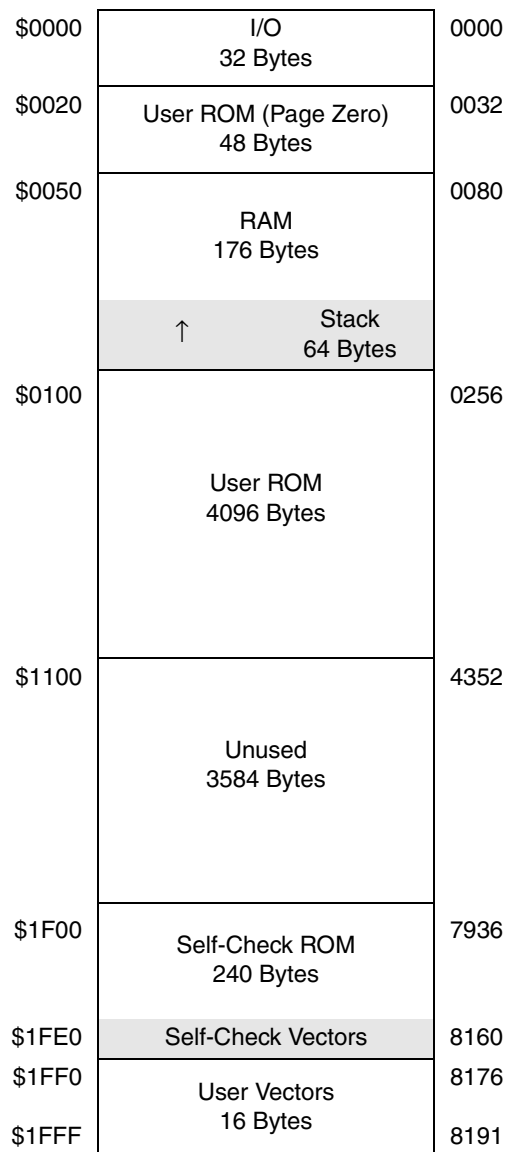 $0000 I/O 0000
32 Bytes
$0020 User ROM (Page Zero) 0032
48 Bytes
$0050 0080
RAM
176 Bytes
↑ Stack
64 Bytes
$0100 0256
User ROM
4096 Bytes
$1100 4352
Unused
3584 Bytes
$1F00 7936
Self-Check ROM
240 Bytes
$1FE0 Self-Check Vectors 8160
$1FF0 8176
User Vectors
16 Bytes
$1FFF 8191